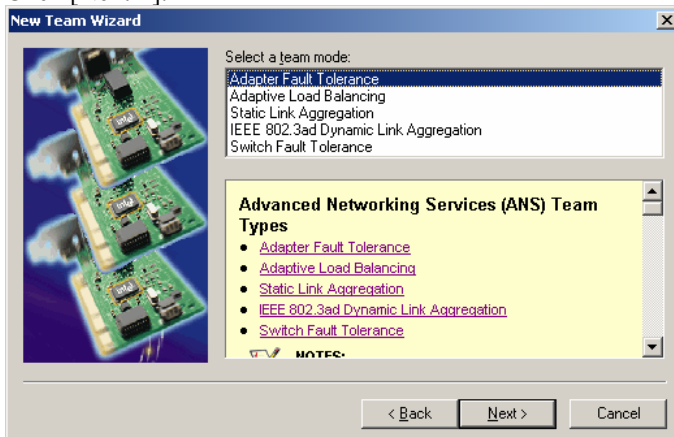 New Team Wizard
Select a team mode:
Adapter Fault Tolerance
Adaptive Load Balancing
Static Link Aggregation
IEEE 802.3ad Dynamic Link Aggregation
Switch Fault Tolerance
Advanced Networking Services (ANS) Team
Types
• Adapter Fault Tolerance
• Adaptive Load Balancing
• Static Link Aggregation
• IEEE 802.3ad Dynamic Link Aggregation
• Switch Fault Tolerance
NOTES:
< Back
Next >
Cancel